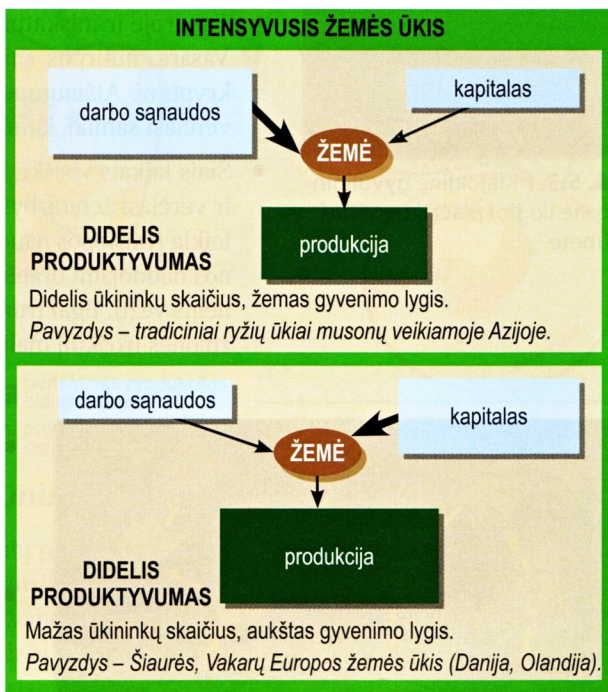 INTENSYVUSIS ŽEMĖS ŪKIS
darbo sąnaudos
kapitalas
ŽEMĖ
produkcija
DIDELIS
PRODUKTYVUMAS
Didelis ūkininkų skaičius, žemas gyvenimo lygis.
Pavyzdys – tradiciniai ryžių ūkiai musonų veikiamoje Azijoje.
darbo sąnaudos
kapitalas
ŽEMĖ
produkcija
DIDELIS
PRODUKTYVUMAS
Mažas ūkininkų skaičius, aukštas gyvenimo lygis.
Pavyzdys – Šiaurės, Vakarų Europos žemės ūkis (Danija, Olandija).